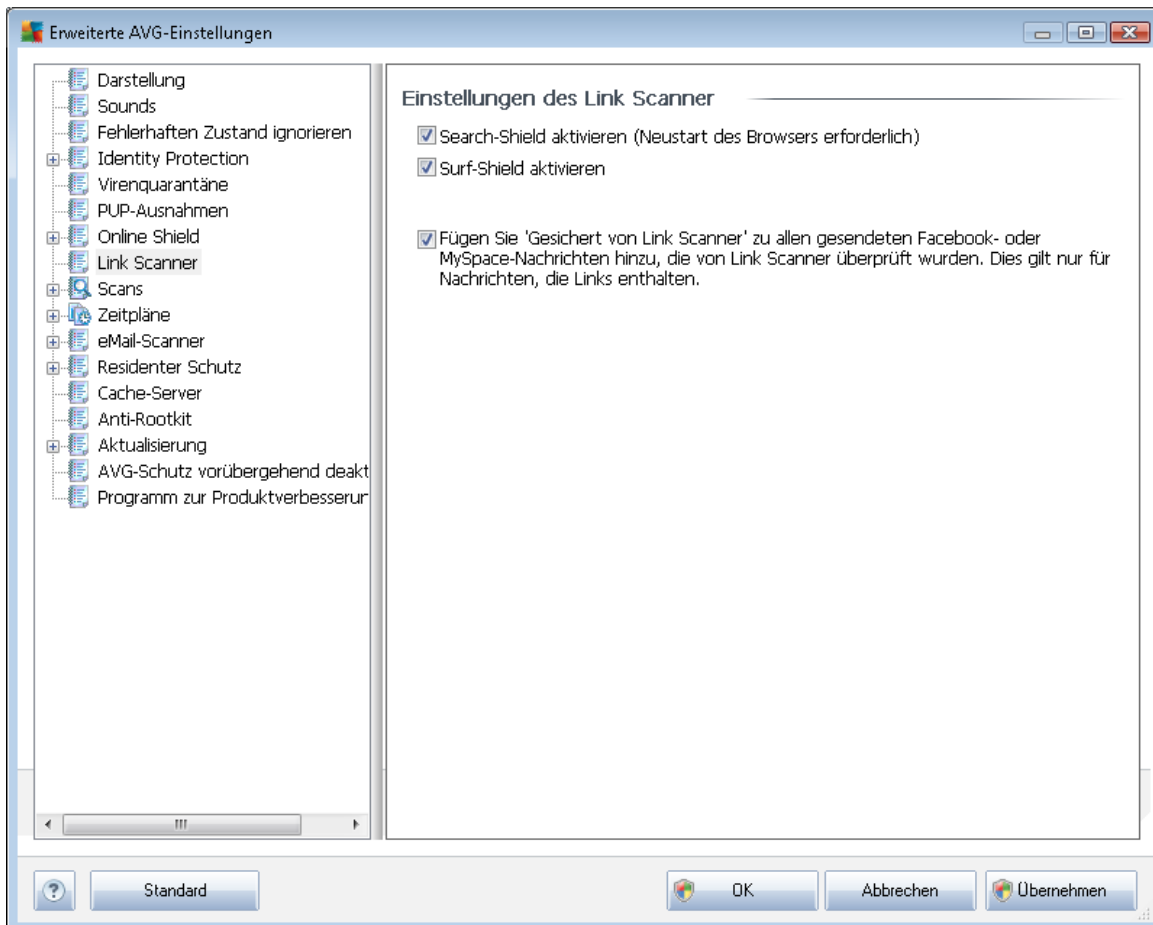 Erweiterte AVG-Einstellungen
Darstellung
Sounds
Fehlerhaften Zustand ignorieren
Identity Protection
Virenquarantäne
PUP-Ausnahmen
Online Shield
Link Scanner
Scans
Zeitpläne
eMail-Scanner
Residenter Schutz
Cache-Server
Anti-Rootkit
Aktualisierung
AVG-Schutz vorübergehend deakt
Programm zur Produktverbesserur
Einstellungen des Link Scanner
Search-Shield aktivieren (Neustart des Browsers erforderlich)
Surf-Shield aktivieren
Fügen Sie 'Gesichert von Link Scanner' zu allen gesendeten Facebook- oder
MySpace-Nachrichten hinzu, die von Link Scanner überprüft wurden. Dies gilt nur für
Nachrichten, die Links enthalten.
?
Standard
OK
Abbrechen
Übernehmen